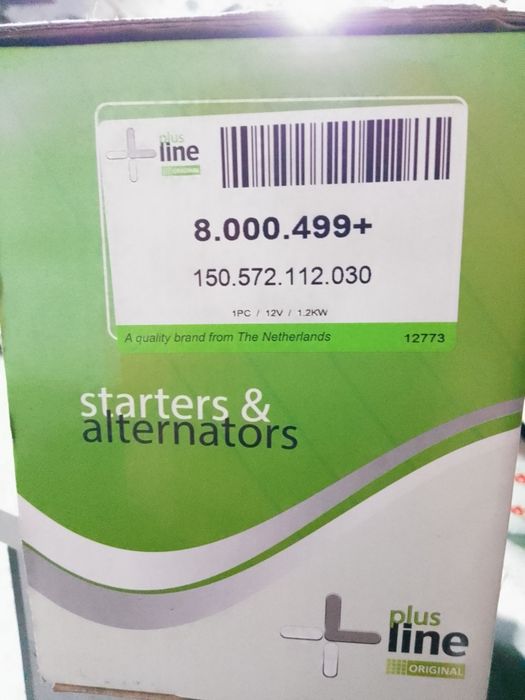 plus
line
ORIGINAL
8.000.499+
150.572.112.030
1PC / 12V / 1.2KW
A quality brand from The Netherlands
12773
starters &
alternators
plus
line
ORIGINAL